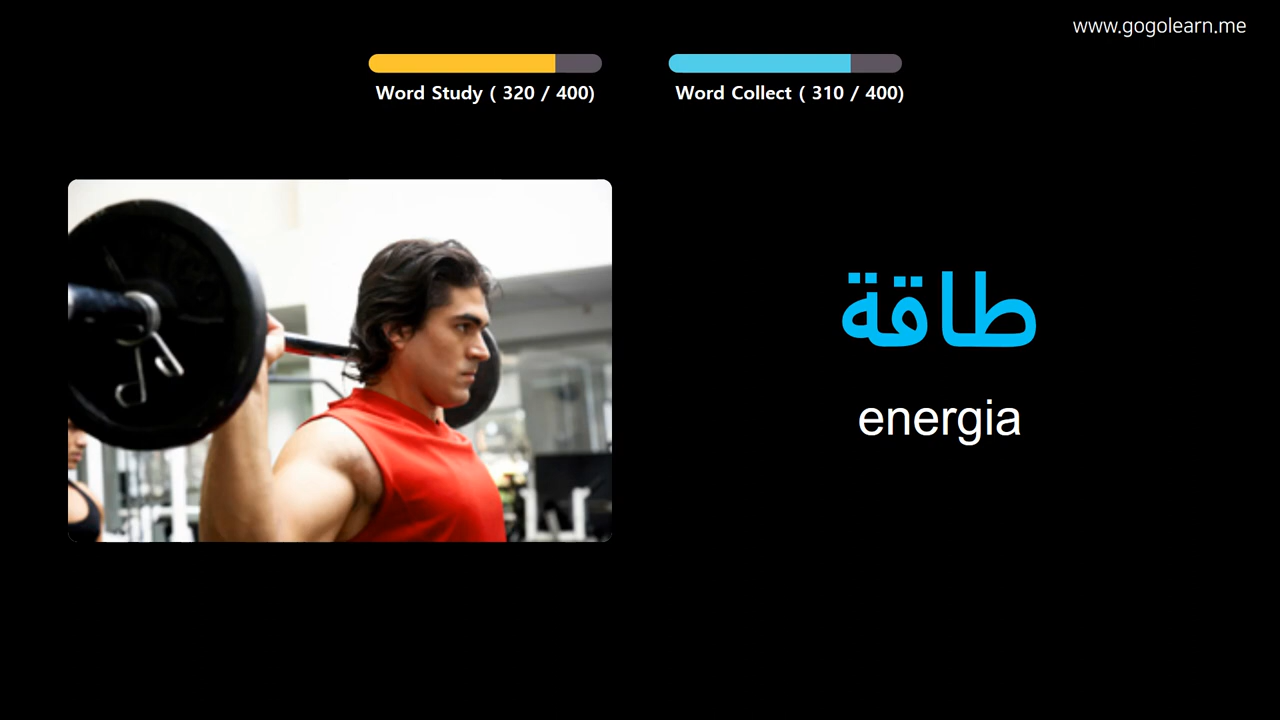 www.gogolearn.me
Word Study ( 320 / 400)
Word Collect ( 310 / 400)
طاقة
energia